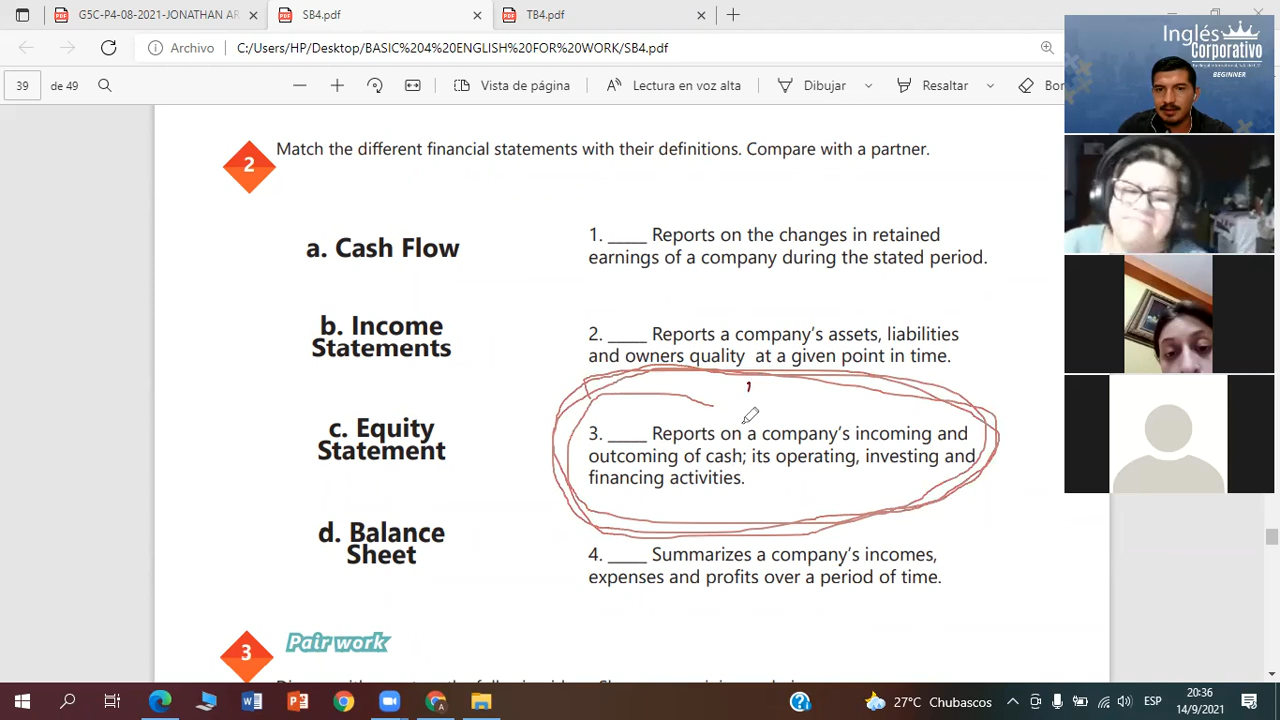 G5C-P4-08-2021-JONATHAN AR
SB4.pdf
TB4.pdf
Archivo
C:/Users/HP/Desktop/BASIC%204%20ENGLISH%20FOR%20WORK/SB4.pdf
39
de 49
Vista de página
Lectura en voz alta
Dibujar
Resaltar
Bor
2
Match the different financial statements with their definitions. Compare with a partner.
a. Cash Flow
b. Income
Statements
c. Equity
Statement
d. Balance
Sheet
1. ____ Reports on the changes in retained
earnings of a company during the stated period.
2. ____ Reports a company's assets, liabilities
and owners quality at a given point in time.
3. ____ Reports on a company's incoming and
outcoming of cash; its operating, investing and
financing activities.
4. ____ Summarizes a company's incomes,
expenses and profits over a period of time.
3
Pair work
Inglés
Corporativo
BEGINNER
27°C Chubascos
ESP
20:36
14/9/2021